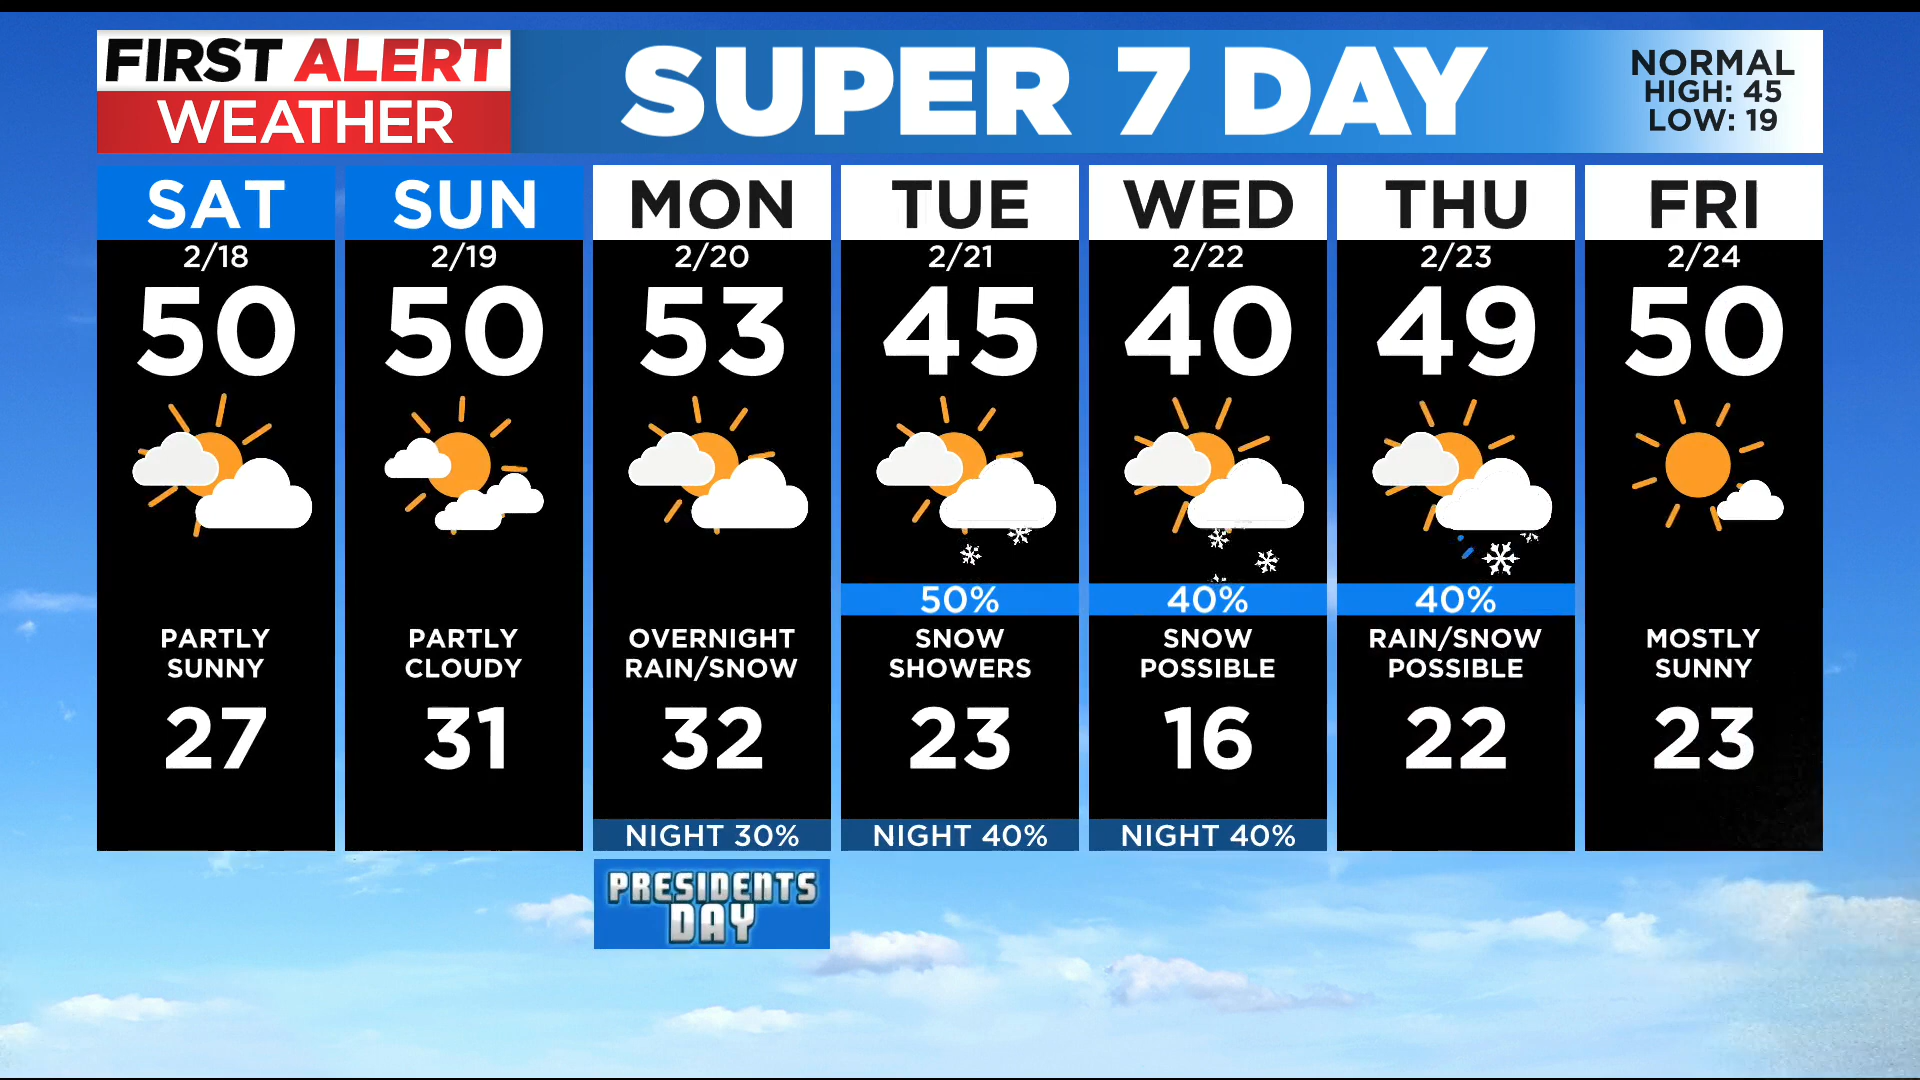 FIRST ALERT
WEATHER
SUPER 7 DAY
NORMAL
HIGH: 45
LOW: 19
SAT
2/18
50
PARTLY
SUNNY
27
SUN
2/19
50
PARTLY
CLOUDY
31
MON
2/20
53
OVERNIGHT
RAIN/SNOW
32
NIGHT 30%
PRESIDENTS
DAY
TUE
2/21
45
50%
SNOW
SHOWERS
23
NIGHT 40%
WED
2/22
40
40%
SNOW
POSSIBLE
16
NIGHT 40%
THU
2/23
49
40%
RAIN/SNOW
POSSIBLE
22
FRI
2/24
50
MOSTLY
SUNNY
23